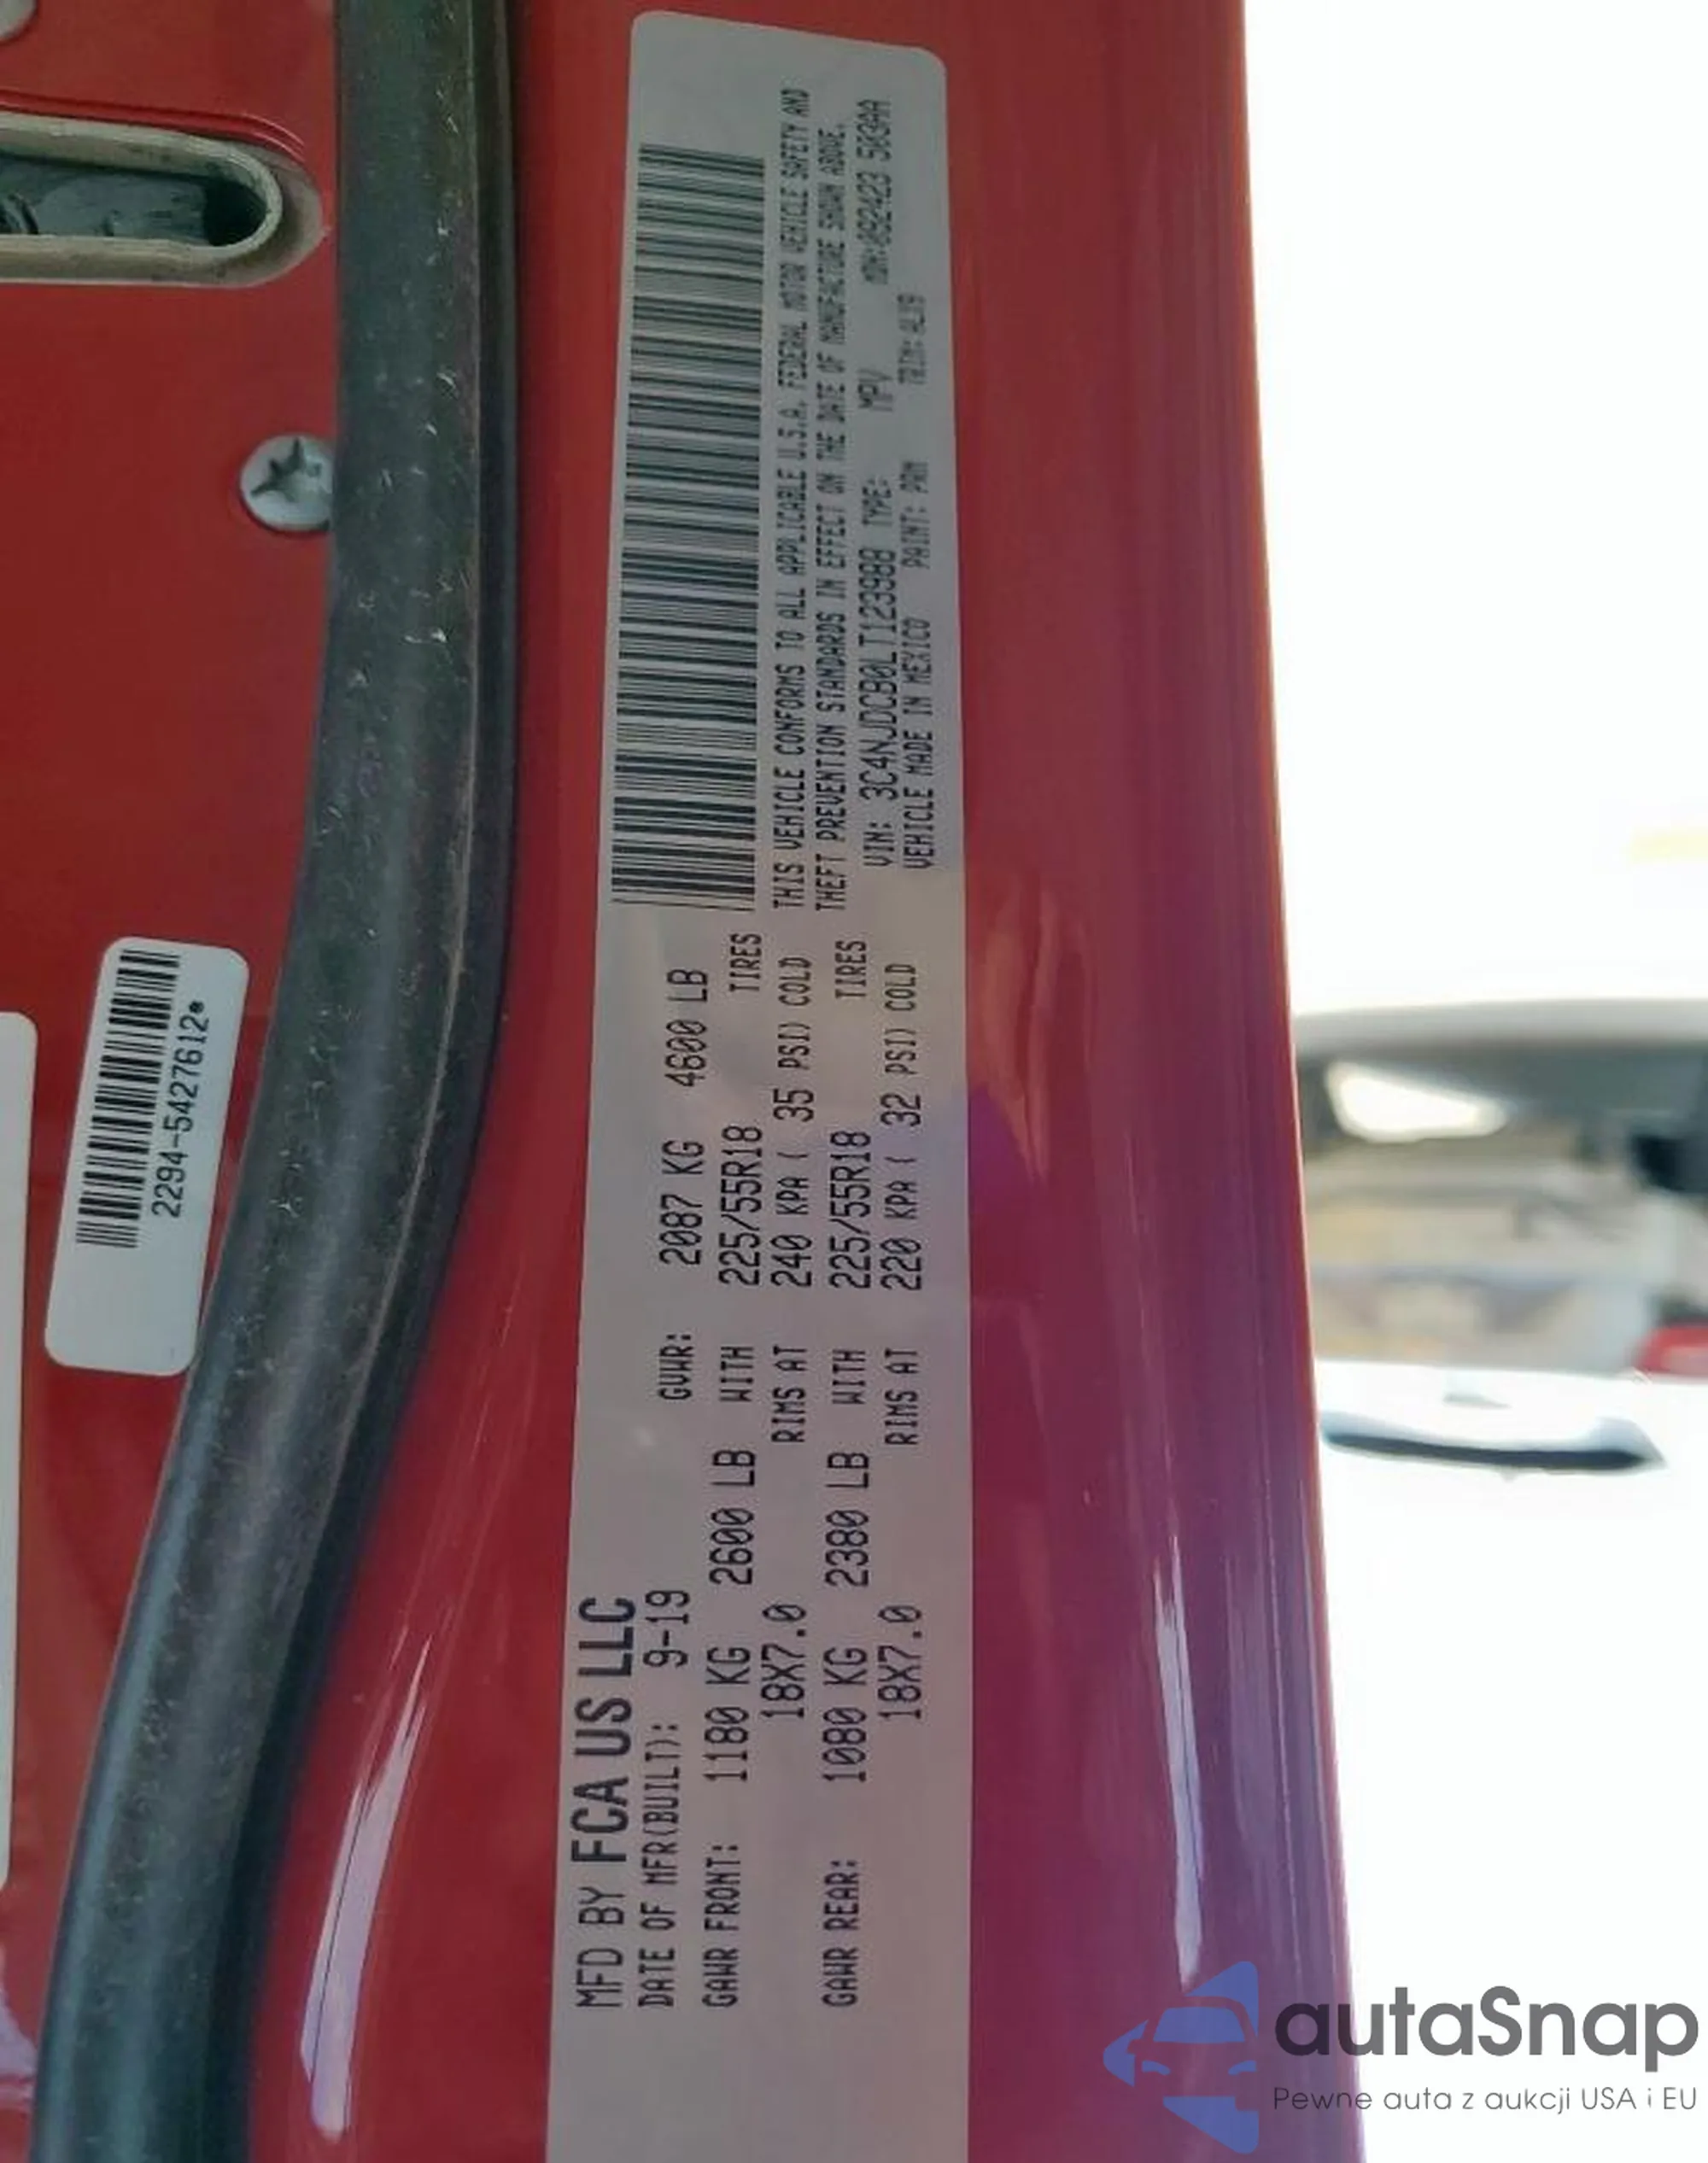 MFD BY FCA US LLC
DATE OF MFR(BUILT): 9-19 GVWR: 2087 KG 4600 LB
GAWR FRONT: 1180 KG 2600 LB WITH 225/55R18 TIRES
18X7.0 RIMS AT 240 KPA ( 35 PSI) COLD
GAWR REAR: 1080 KG 2380 LB WITH 225/55R18 TIRES
18X7.0 RIMS AT 220 KPA ( 32 PSI) COLD
THIS VEHICLE CONFORMS TO ALL APPLICABLE U.S.A. FEDERAL MOTOR VEHICLE SAFETY AND
THEFT PREVENTION STANDARDS IN EFFECT ON THE DATE OF MANUFACTURE SHOWN ABOVE.
VIN: 3C4NJDCB0LT123988 TYPE: MPV MDH:092423 503AA
VEHICLE MADE IN MEXICO PAINT: PRM TRIM: ALX9
2294-5427612*
autaSnap
Pewne auta z aukcji USA i EU